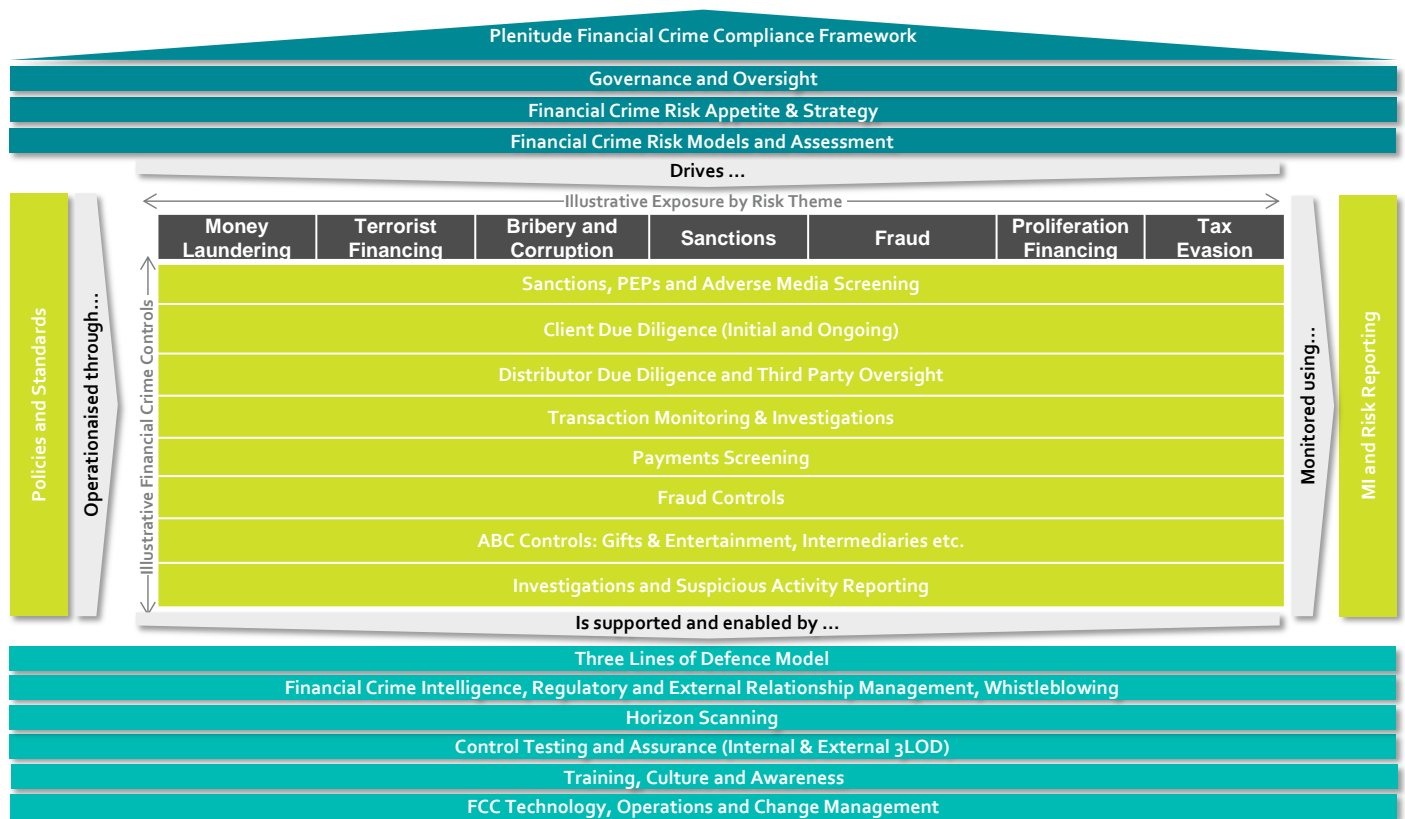 Plenitude Financial Crime Compliance Framework
Governance and Oversight
Financial Crime Risk Appetite & Strategy
Financial Crime Risk Models and Assessment
Drives ...
Policies and Standards
Operationaised through...
Illustrative Exposure by Risk Theme
Money
Laundering
Terrorist
Financing
Bribery and
Corruption
Sanctions
Fraud
Proliferation
Financing
Tax
Evasion
Illustrative Financial Crime Controls
Sanctions, PEPs and Adverse Media Screening
Client Due Diligence (Initial and Ongoing)
Distributor Due Diligence and Third Party Oversight
Transaction Monitoring & Investigations
Payments Screening
Fraud Controls
ABC Controls: Gifts & Entertainment, Intermediaries etc.
Investigations and Suspicious Activity Reporting
Monitored using...
MI and Risk Reporting
Is supported and enabled by ...
Three Lines of Defence Model
Financial Crime Intelligence, Regulatory and External Relationship Management, Whistleblowing
Horizon Scanning
Control Testing and Assurance (Internal & External 3LOD)
Training, Culture and Awareness
FCC Technology, Operations and Change Management